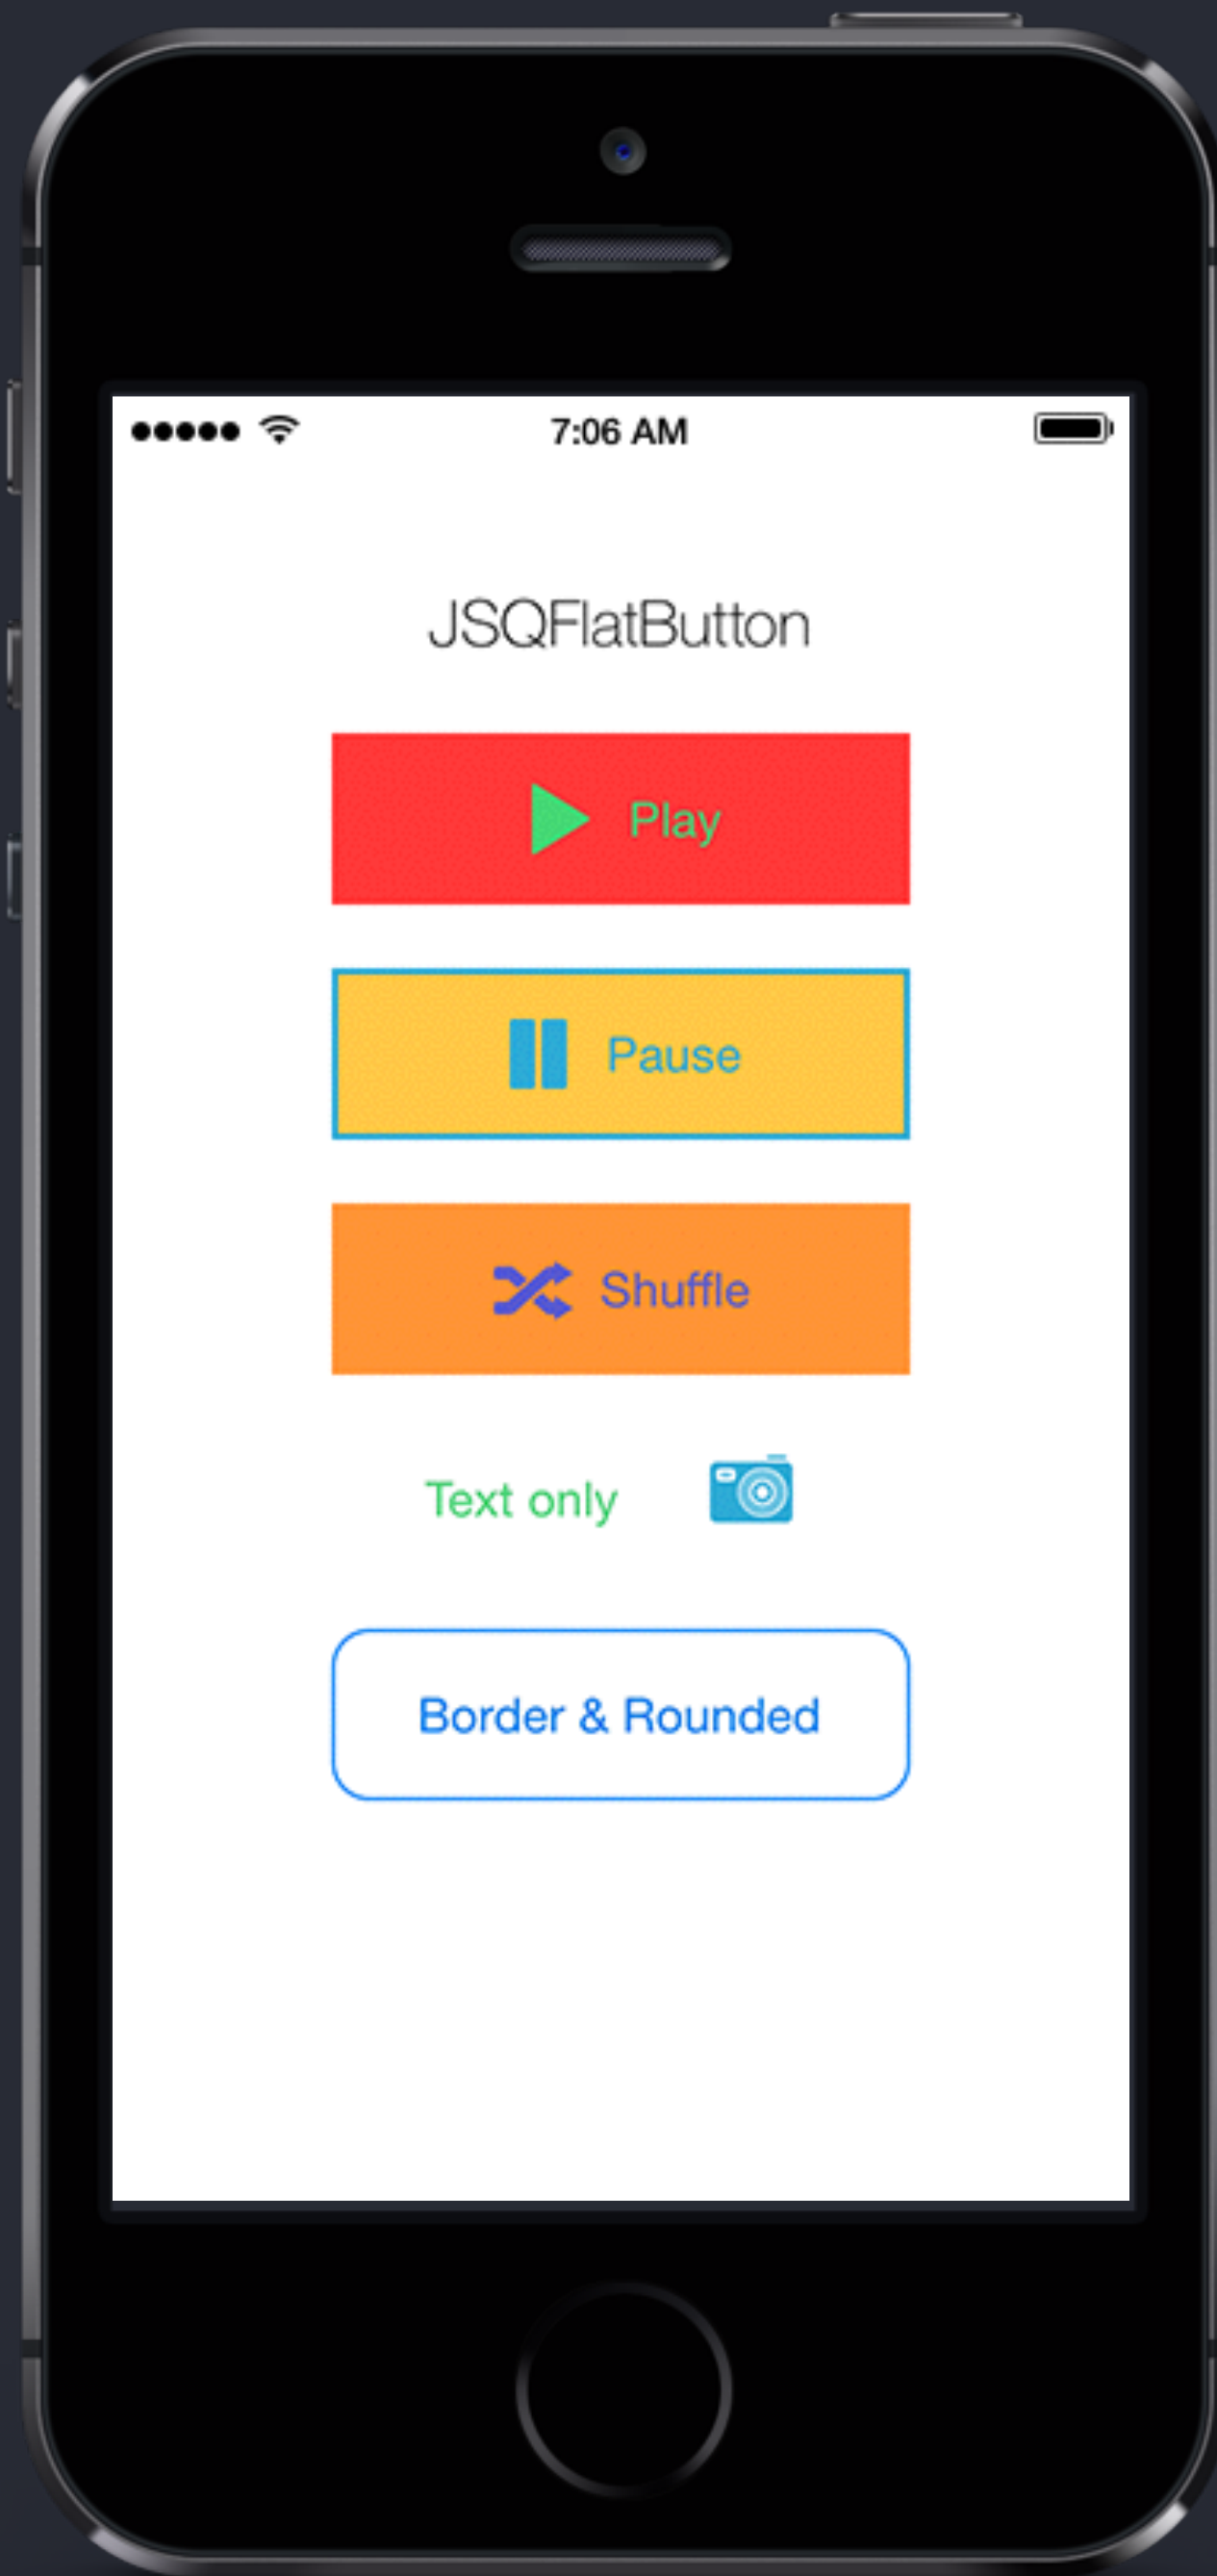 7:06 AM
JSQFlatButton
Play
Pause
Shuffle
Text only
Border & Rounded